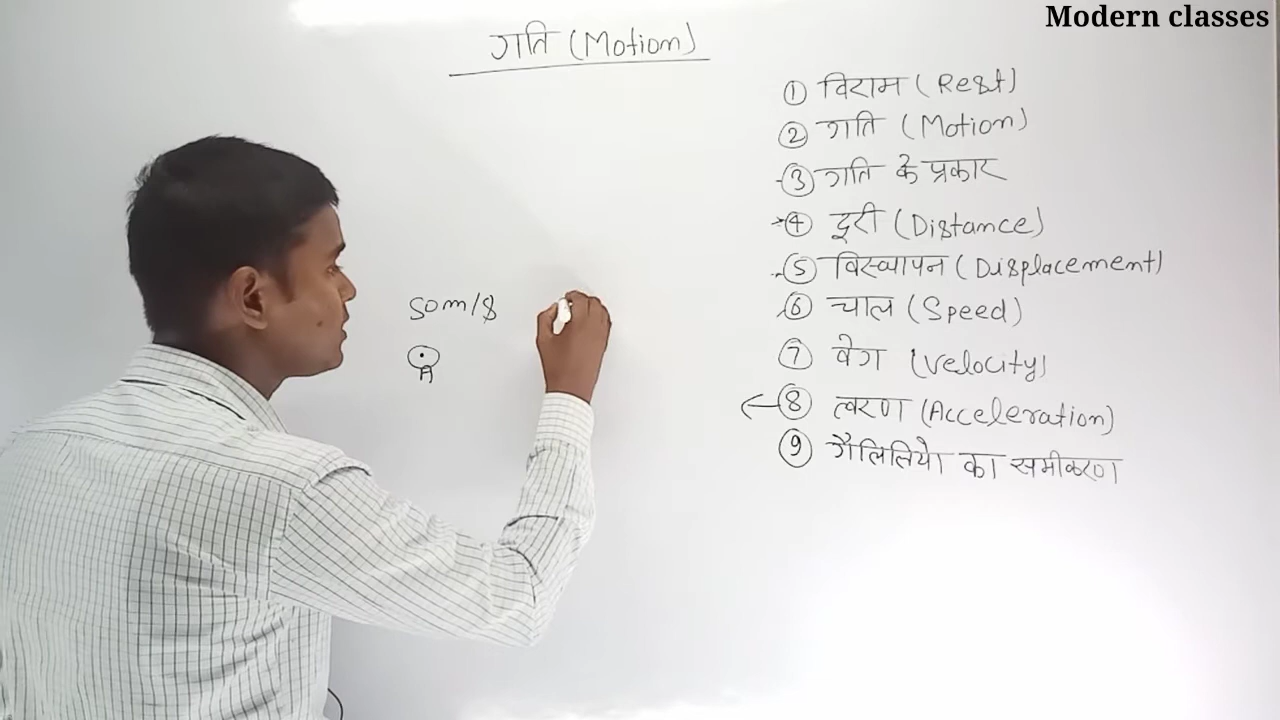 Modern classes
गति (Motion)
① विराम (Rest)
② गति (Motion)
③ गति के प्रकार
④ दूरी (Distance)
⑤ विस्थापन (Displacement)
⑥ चाल (Speed)
⑦ वेग (Velocity)
⑧ त्वरण (Acceleration)
⑨ गैलिलियो का समीकरण
50m/s
A